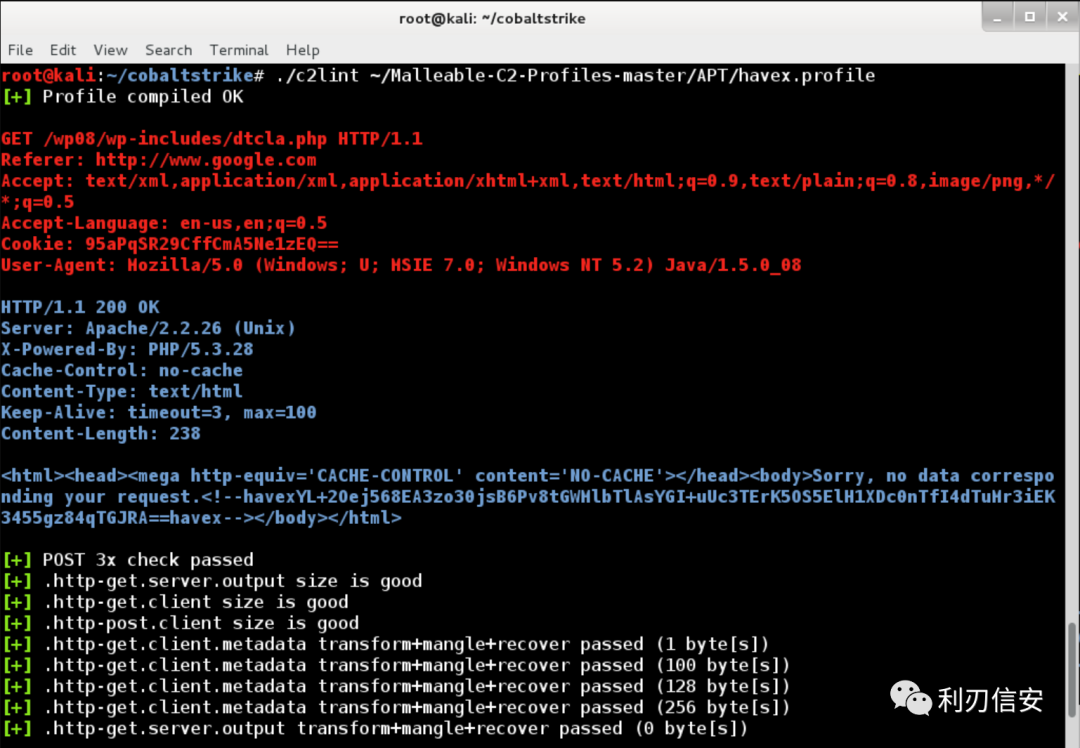 root@kali: ~/cobaltstrike
File Edit View Search Terminal Help
root@kali:~/cobaltstrike# ./c2lint ~/Malleable-C2-Profiles-master/APT/havex.profile
[+] Profile compiled OK
GET /wp08/wp-includes/dtcla.php HTTP/1.1
Referer: http://www.google.com
Accept: text/xml,application/xml,application/xhtml+xml,text/html;q=0.9,text/plain;q=0.8,image/png,*/
*;q=0.5
Accept-Language: en-us,en;q=0.5
Cookie: 95aPqSR29CffCmA5Ne1zEQ==
User-Agent: Mozilla/5.0 (Windows; U; MSIE 7.0; Windows NT 5.2) Java/1.5.0_08
HTTP/1.1 200 OK
Server: Apache/2.2.26 (Unix)
X-Powered-By: PHP/5.3.28
Cache-Control: no-cache
Content-Type: text/html
Keep-Alive: timeout=3, max=100
Content-Length: 238
<html><head><mega http-equiv='CACHE-CONTROL' content='NO-CACHE'></head><body>Sorry, no data correspo
nding your request.<!--havexYL+2Oej568EA3zo30jsB6Pv8tGWMlbTlAsYGI+uUc3TErK5OS5ElH1XDc0nTfI4dTuHr3iEK
3455gz84qTGJRA==havex--></body></html>
[+] POST 3x check passed
[+] .http-get.server.output size is good
[+] .http-get.client size is good
[+] .http-post.client size is good
[+] .http-get.client.metadata transform+mangle+recover passed (1 byte[s])
[+] .http-get.client.metadata transform+mangle+recover passed (100 byte[s])
[+] .http-get.client.metadata transform+mangle+recover passed (128 byte[s])
[+] .http-get.client.metadata transform+mangle+recover passed (256 byte[s])
[+] .http-get.server.output transform+mangle+recover passed (0 byte[s])
利刃信安